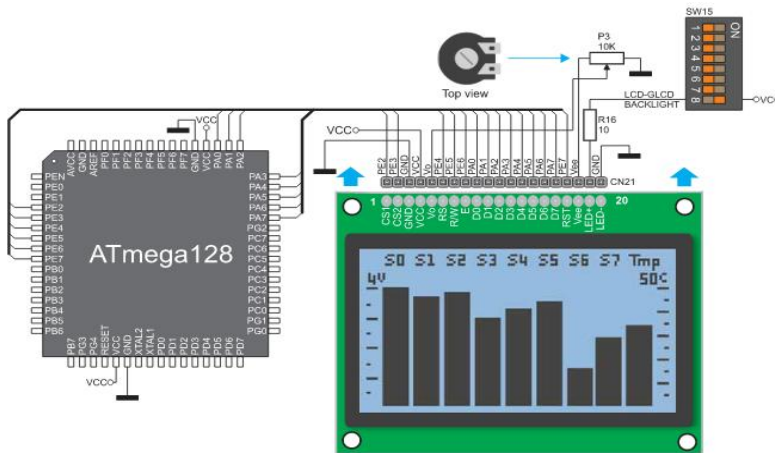 SW15
ON
1
2
3
4
5
6
7
8
P3
10K
Top view
LCD-GLCD
BACKLIGHT
VCC
R16
10
VCC
VCC
PE2
PE3
GND
VCC
Vo
PE4
PE5
PE6
PA0
PA1
PA2
PA3
PA4
PA5
PA6
PA7
PE7
Vee
GND
CN21
1
20
CS1
CS2
GND
VCC
Vo
RS
R/W
E
D0
D1
D2
D3
D4
D5
D6
D7
RST
Vee
LED+
LED-
AVCC
GND
AREF
PF0
PF1
PF2
PF3
PF4
PF5
PF6
PF7
GND
VCC
PA0
PA1
PA2
PEN
PE0
PE1
PE2
PE3
PE4
PE5
PE6
PE7
PB0
PB1
PB2
PB3
PB4
PB5
PB6
ATmega128
PA3
PA4
PA5
PA6
PA7
PG2
PC7
PC6
PC5
PC4
PC3
PC2
PC1
PC0
PG1
PG0
PB7
PG3
PG4
RESET
VCC
GND
XTAL2
XTAL1
PD0
PD1
PD2
PD3
PD4
PD5
PD6
PD7
VCC
S0 S1 S2 S3 S4 S5 S6 S7 Tmp
4V 50C